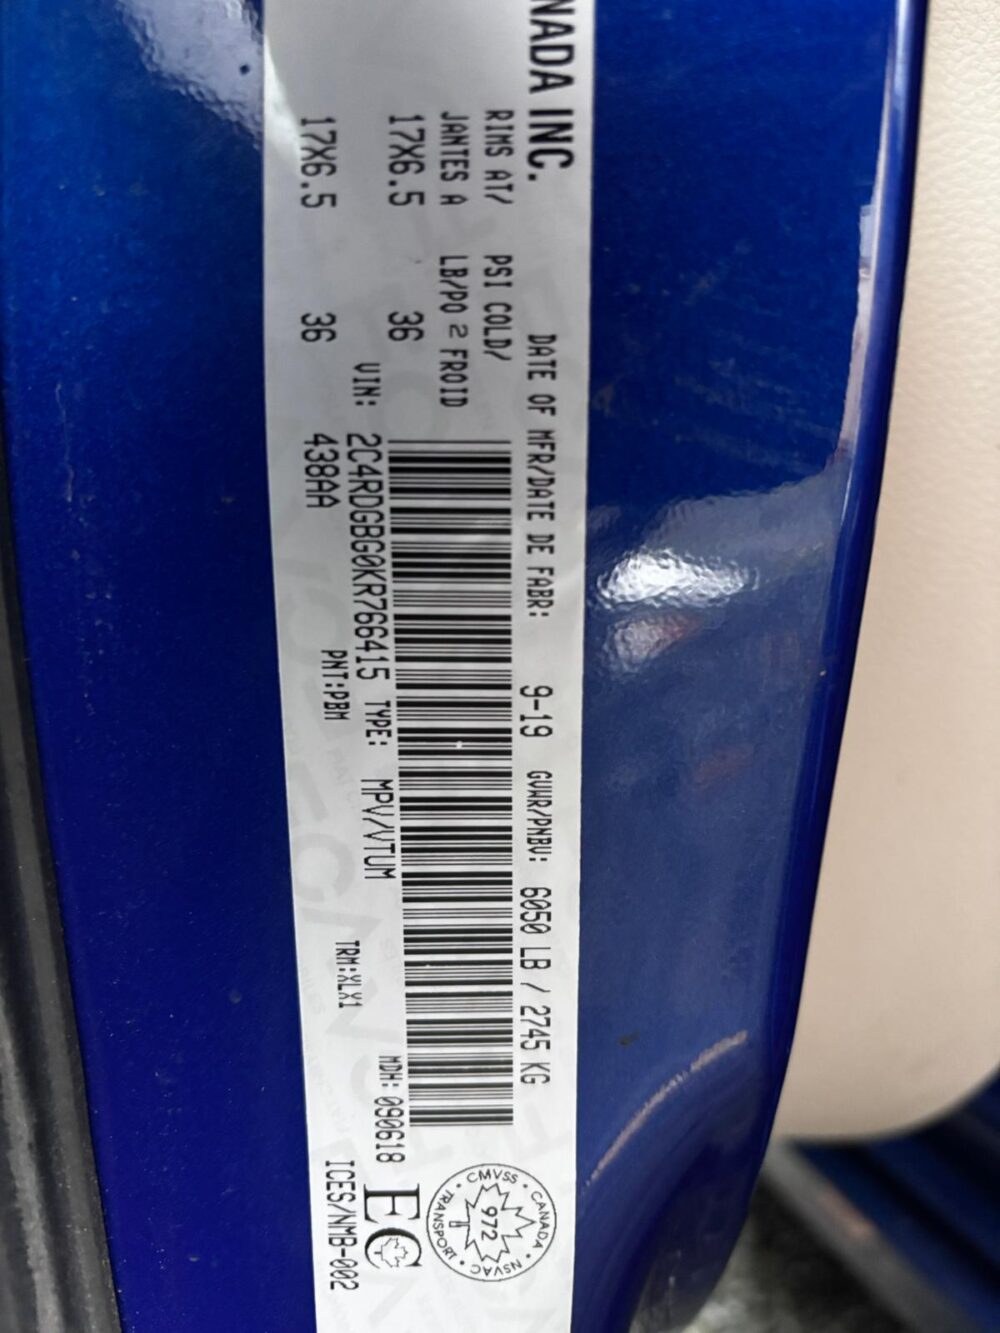 NADA INC.
DATE OF MFR/DATE DE FABR: 9-19 GVWR/PNBV: 6050 LB / 2745 KG
RIMS AT/ PSI COLD/
JANTES A LB/PO 2 FROID
17X6.5 36
17X6.5 36
VIN: 2C4RDGBG0KR766415 TYPE: MPV/VTUM MDH: 090618
438AA PNT:PBM TRM:XLX1 ICES/NMB-002
EC
CMVSS • CANADA • NSVAC • TRANSPORT •
972